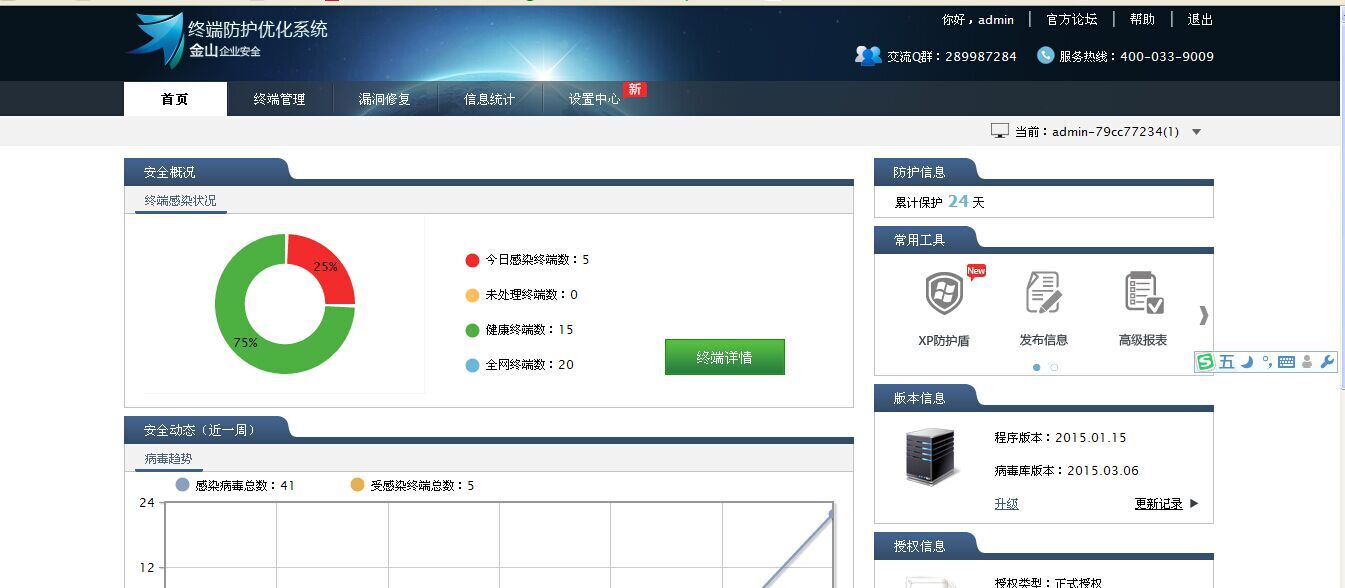 终端防护优化系统
金山企业安全
你好，admin | 官方论坛 | 帮助 | 退出
交流Q群：289987284 服务热线：400-033-9009
首页 终端管理 漏洞修复 信息统计 设置中心 新
当前：admin-79cc77234(1)
安全概况
终端感染状况
25%
75%
今日感染终端数：5
未处理终端数：0
健康终端数：15
全网终端数：20
终端详情
安全动态（近一周）
病毒趋势
感染病毒总数：41 受感染终端总数：5
24
12
防护信息
累计保护 24 天
常用工具
New
XP防护盾 发布信息 高级报表
五
版本信息
程序版本：2015.01.15
病毒库版本：2015.03.06
升级 更新记录
授权信息
授权类型：正式授权